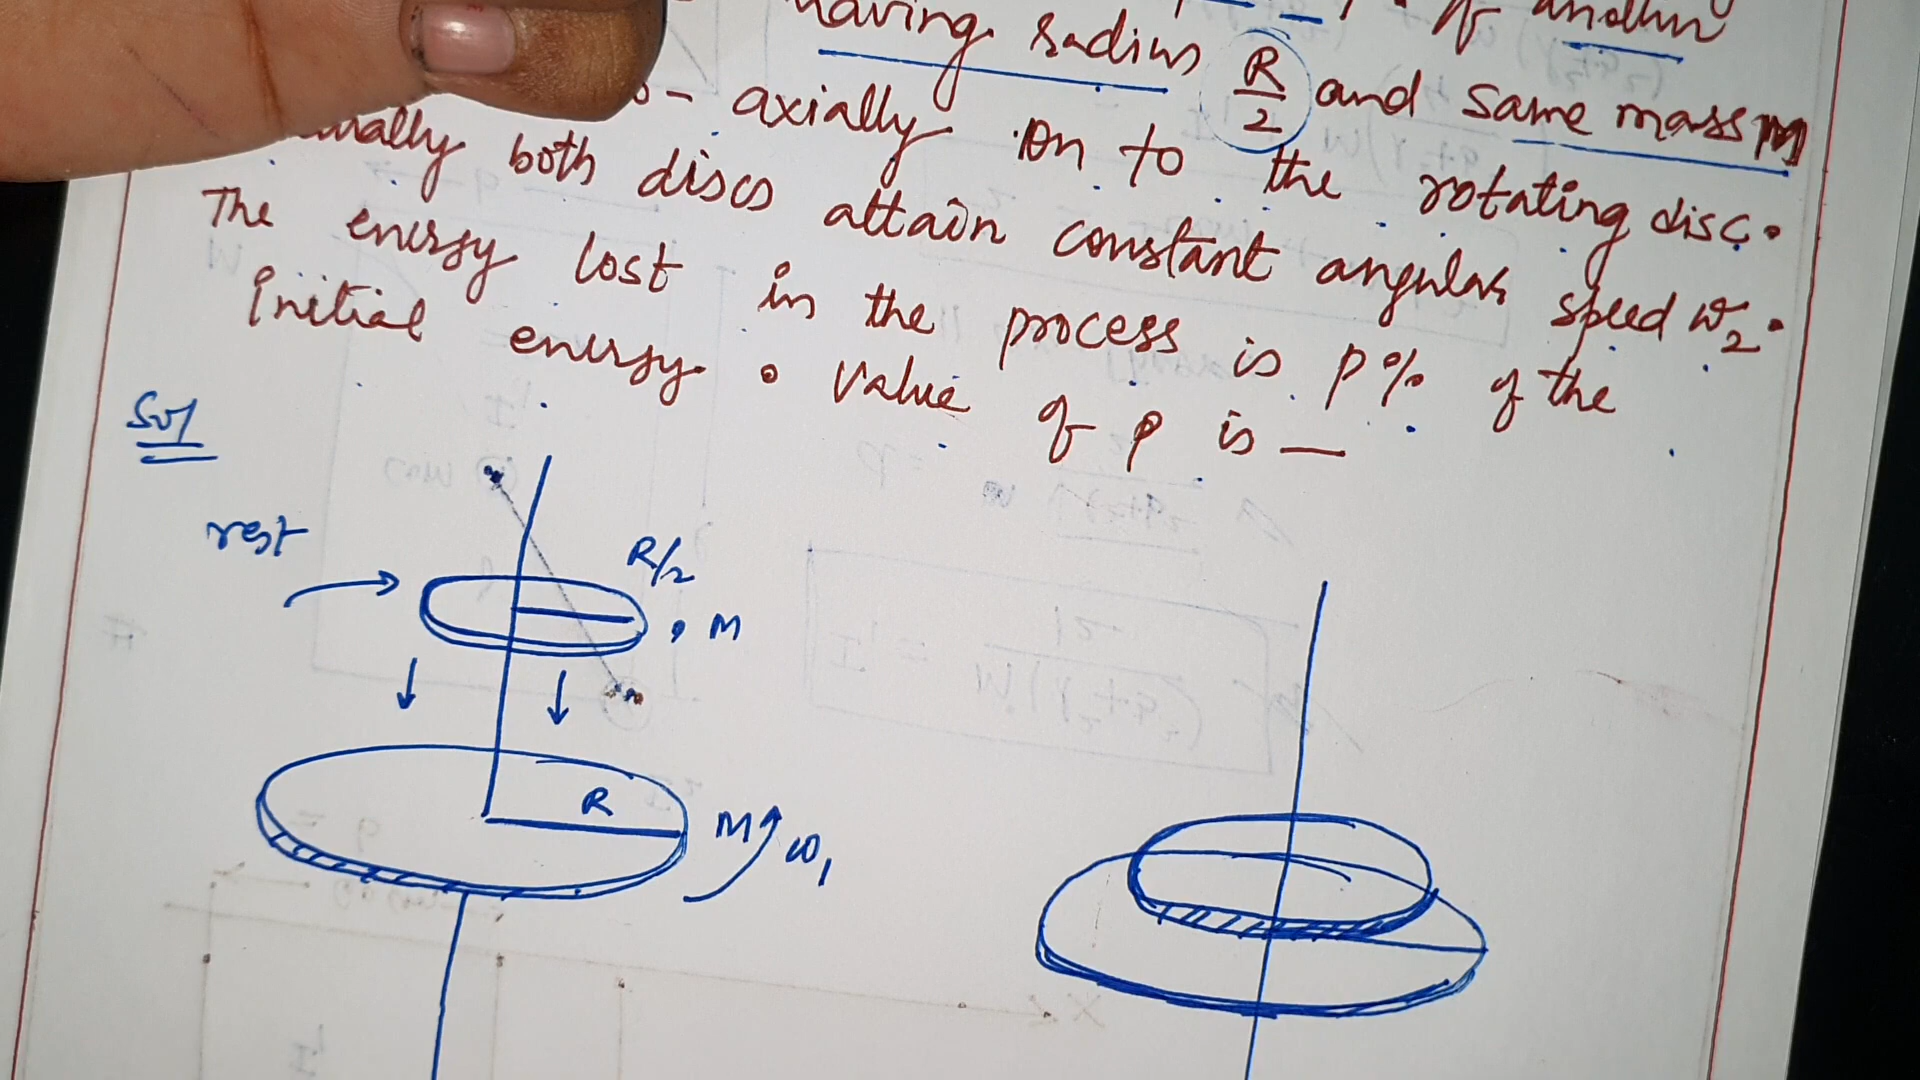 having radius R/2 and same mass M
axially on to the rotating disc.
both discs attain constant angular speed ω₂.
The energy lost in the process is p% of the
initial energy. Value of p is —
Sol
rest
R/2
, M
R
M
ω₁